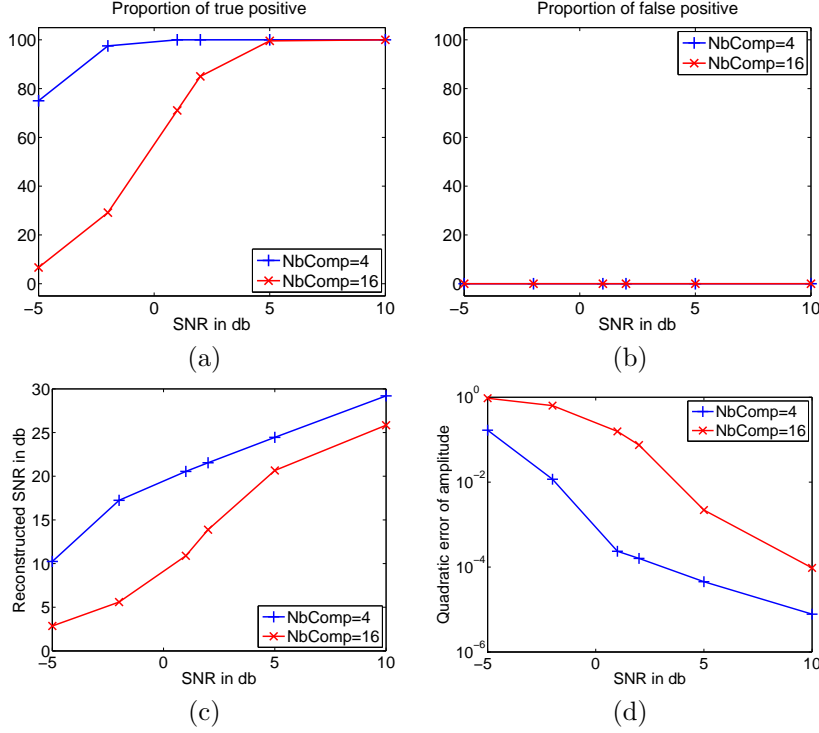 Proportion of true positive
100
80
60
40
20
0
−5
0
5
10
SNR in db
NbComp=4
NbComp=16
(a)
Proportion of false positive
100
80
60
40
20
0
−5
0
5
10
SNR in db
NbComp=4
NbComp=16
(b)
Reconstructed SNR in db
30
25
20
15
10
5
0
−5
0
5
10
SNR in db
NbComp=4
NbComp=16
(c)
Quadratic error of amplitude
10^0
10^−2
10^−4
10^−6
−5
0
5
10
SNR in db
NbComp=4
NbComp=16
(d)